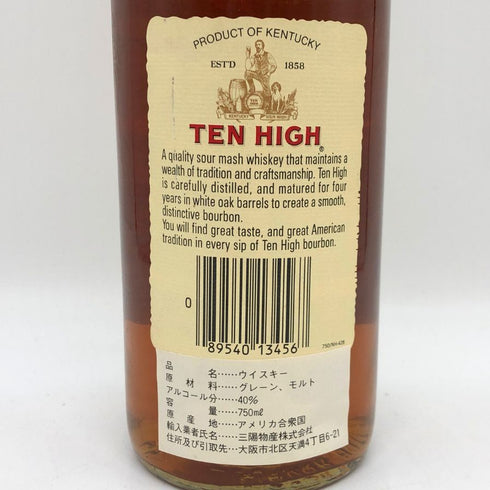 PRODUCT OF KENTUCKY
EST'D 1858
TEN HIGH®
A quality sour mash whiskey that maintains a
wealth of tradition and craftsmanship. Ten High
is carefully distilled, and matured for four
years in white oak barrels to create a smooth,
distinctive bourbon.
You will find great taste, and great American
tradition in every sip of Ten High bourbon.
0 89540 13456
品名……ウイスキー
原材料……グレーン、モルト
アルコール分……40%
容量……750mℓ
原産地……アメリカ合衆国
輸入業者氏名……三陽物産株式会社
住所及び引取先……大阪市北区天満4丁目6-21